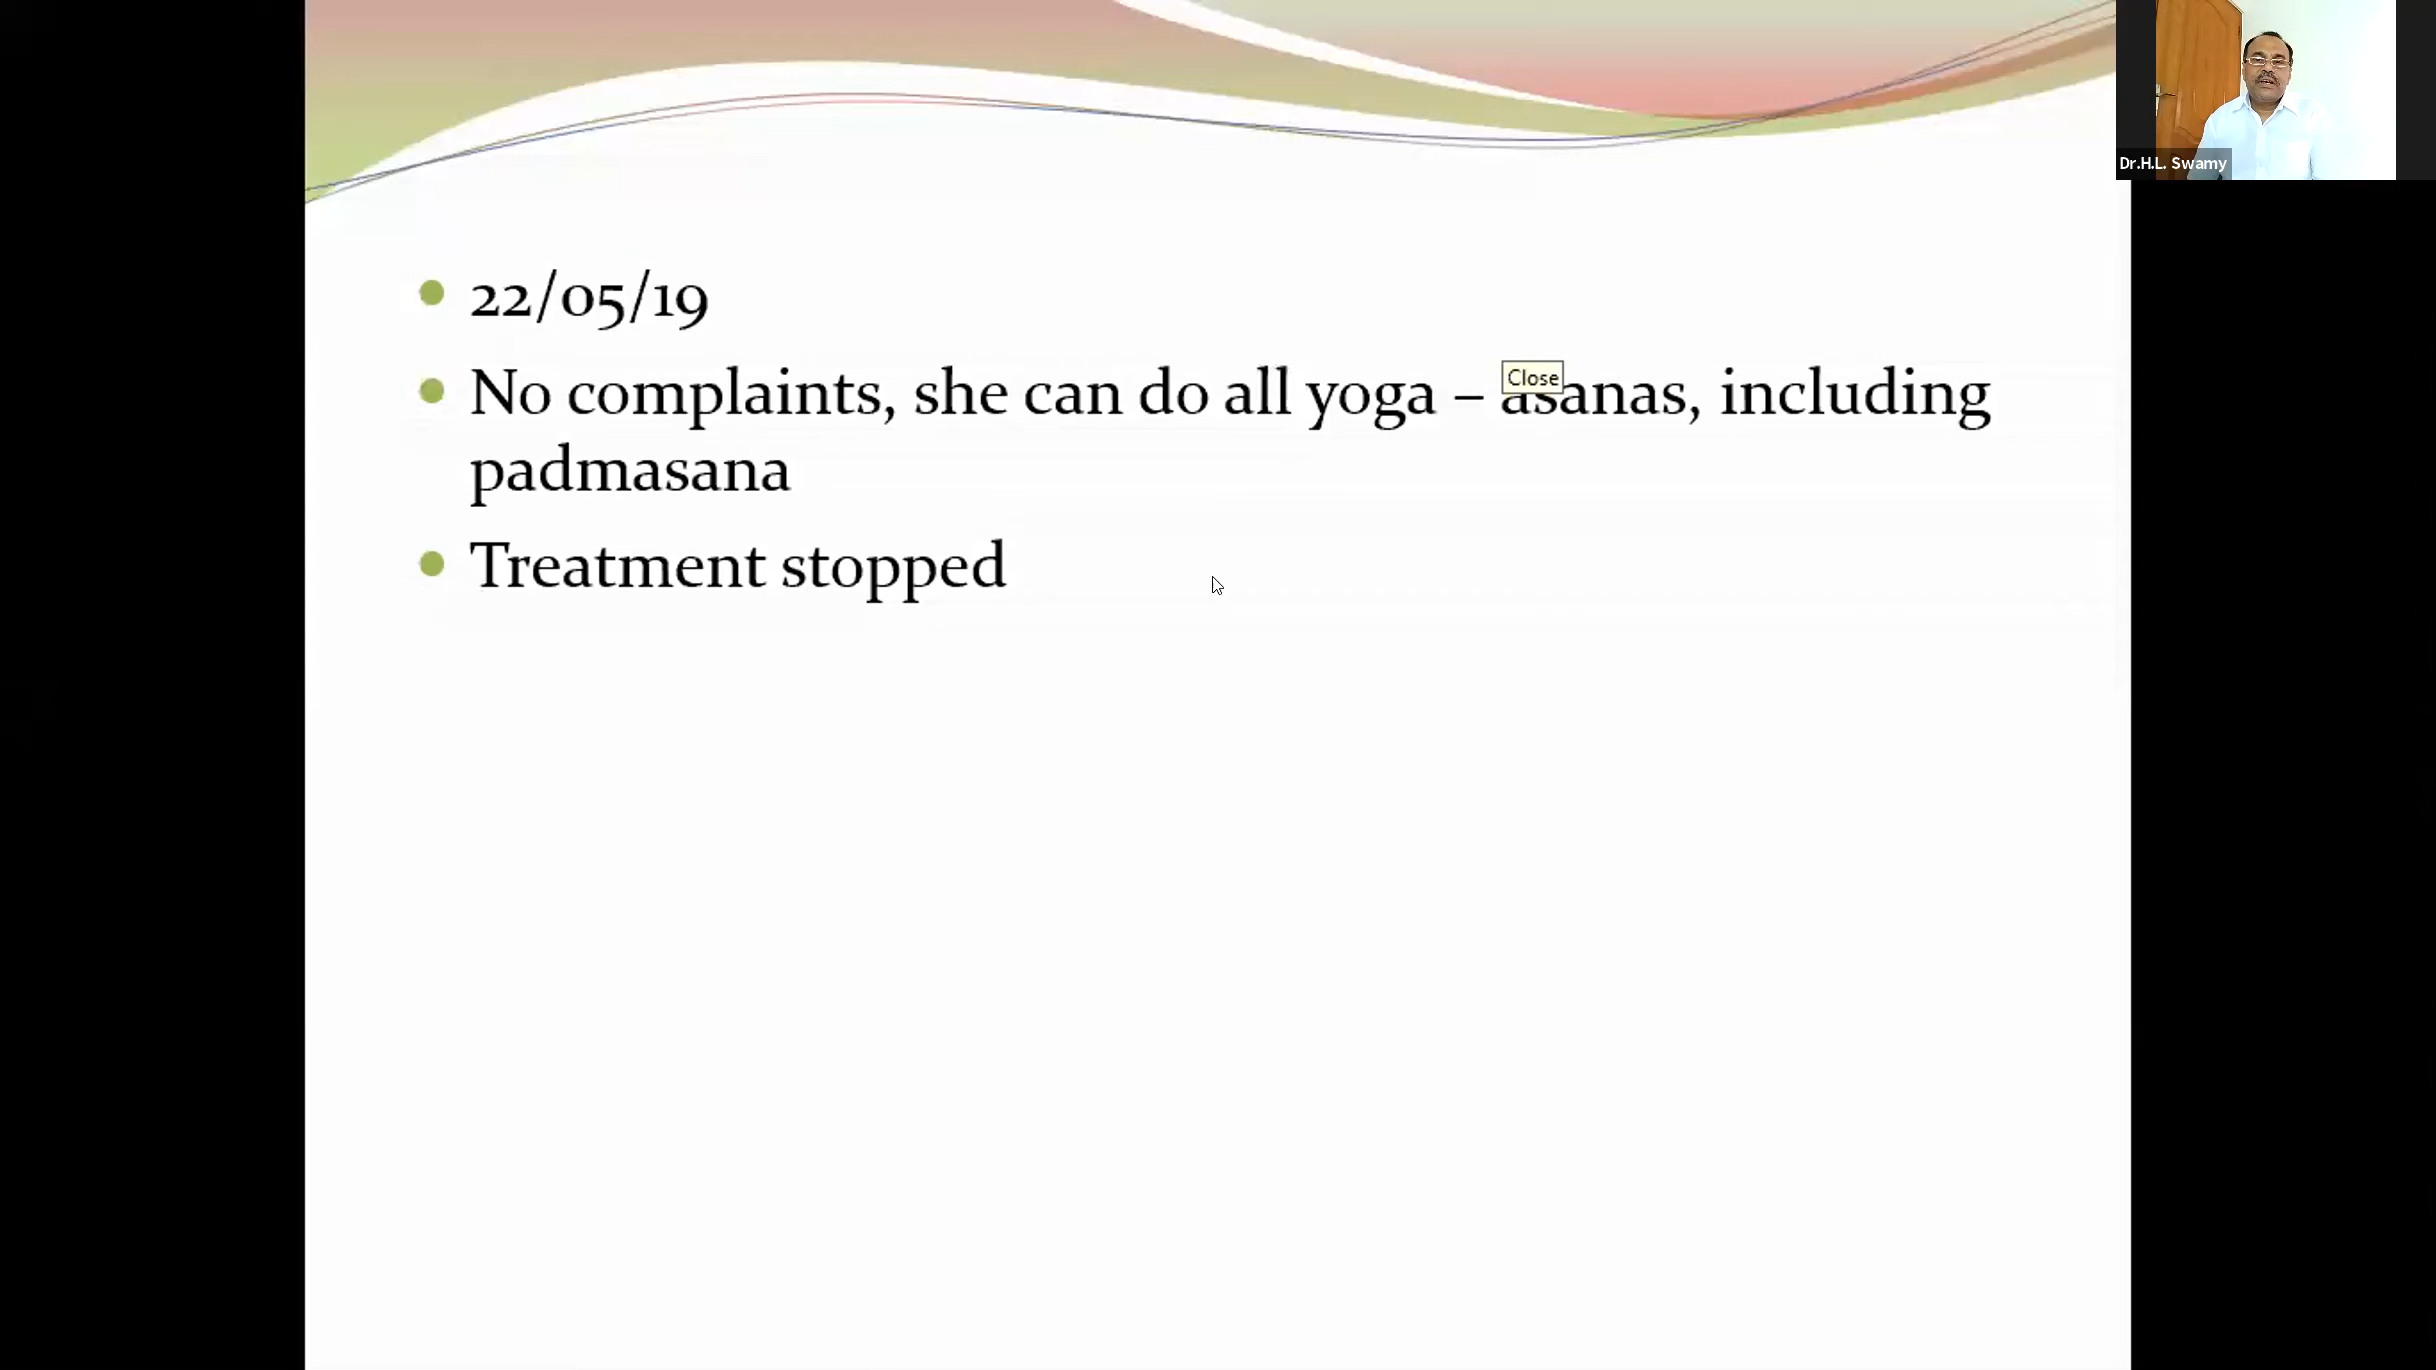 Dr.H.L. Swamy
22/05/19
Close
No complaints, she can do all yoga – asanas, including
padmasana
Treatment stopped